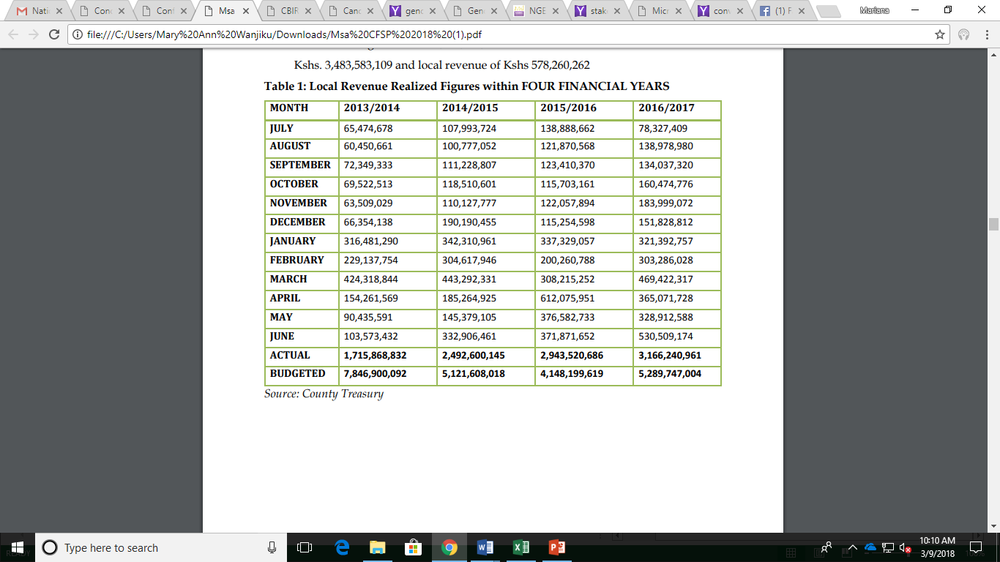 Nati
Conc
Conf
Msa
CBIR
Canc
genc
Gen
NGE
stak
Micr
conv
(1) F
Mariana
file:///C:/Users/Mary%20Ann%20Wanjiku/Downloads/Msa%20CFSP%202018%20(1).pdf
Kshs. 3,483,583,109 and local revenue of Kshs 578,260,262
Table 1: Local Revenue Realized Figures within FOUR FINANCIAL YEARS
MONTH 2013/2014 2014/2015 2015/2016 2016/2017
JULY 65,474,678 107,993,724 138,888,662 78,327,409
AUGUST 60,450,661 100,777,052 121,870,568 138,978,980
SEPTEMBER 72,349,333 111,228,807 123,410,370 134,037,320
OCTOBER 69,522,513 118,510,601 115,703,161 160,474,776
NOVEMBER 63,509,029 110,127,777 122,057,894 183,999,072
DECEMBER 66,354,138 190,190,455 115,254,598 151,828,812
JANUARY 316,481,290 342,310,961 337,329,057 321,392,757
FEBRUARY 229,137,754 304,617,946 200,260,788 303,286,028
MARCH 424,318,844 443,292,331 308,215,252 469,422,317
APRIL 154,261,569 185,264,925 612,075,951 365,071,728
MAY 90,435,591 145,379,105 376,582,733 328,912,588
JUNE 103,573,432 332,906,461 371,871,652 530,509,174
ACTUAL 1,715,868,832 2,492,600,145 2,943,520,686 3,166,240,961
BUDGETED 7,846,900,092 5,121,608,018 4,148,199,619 5,289,747,004
Source: County Treasury
Type here to search
10:10 AM
3/9/2018